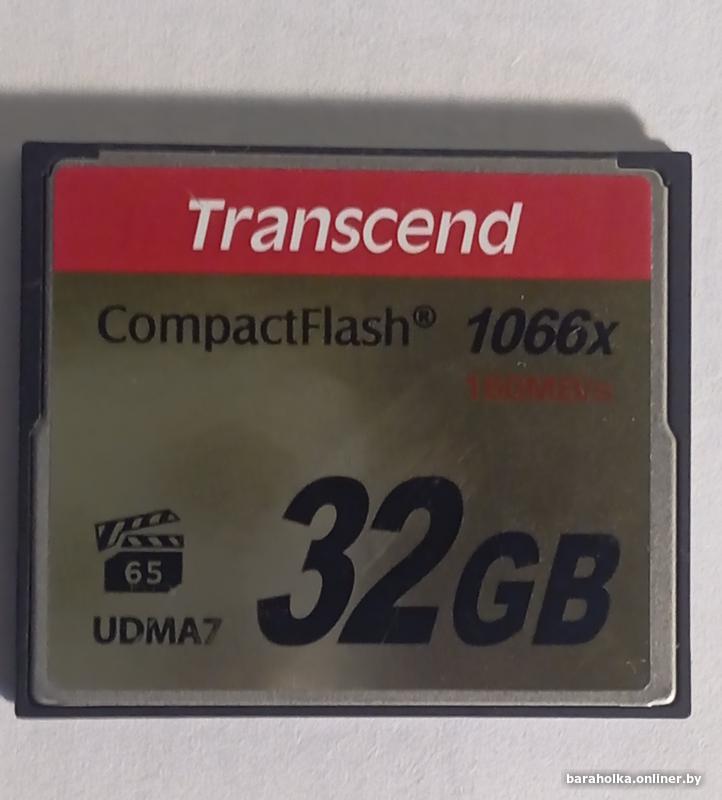 Transcend
CompactFlash® 1066x
160MB/s
65
UDMA7
32GB
baraholka.onliner.by